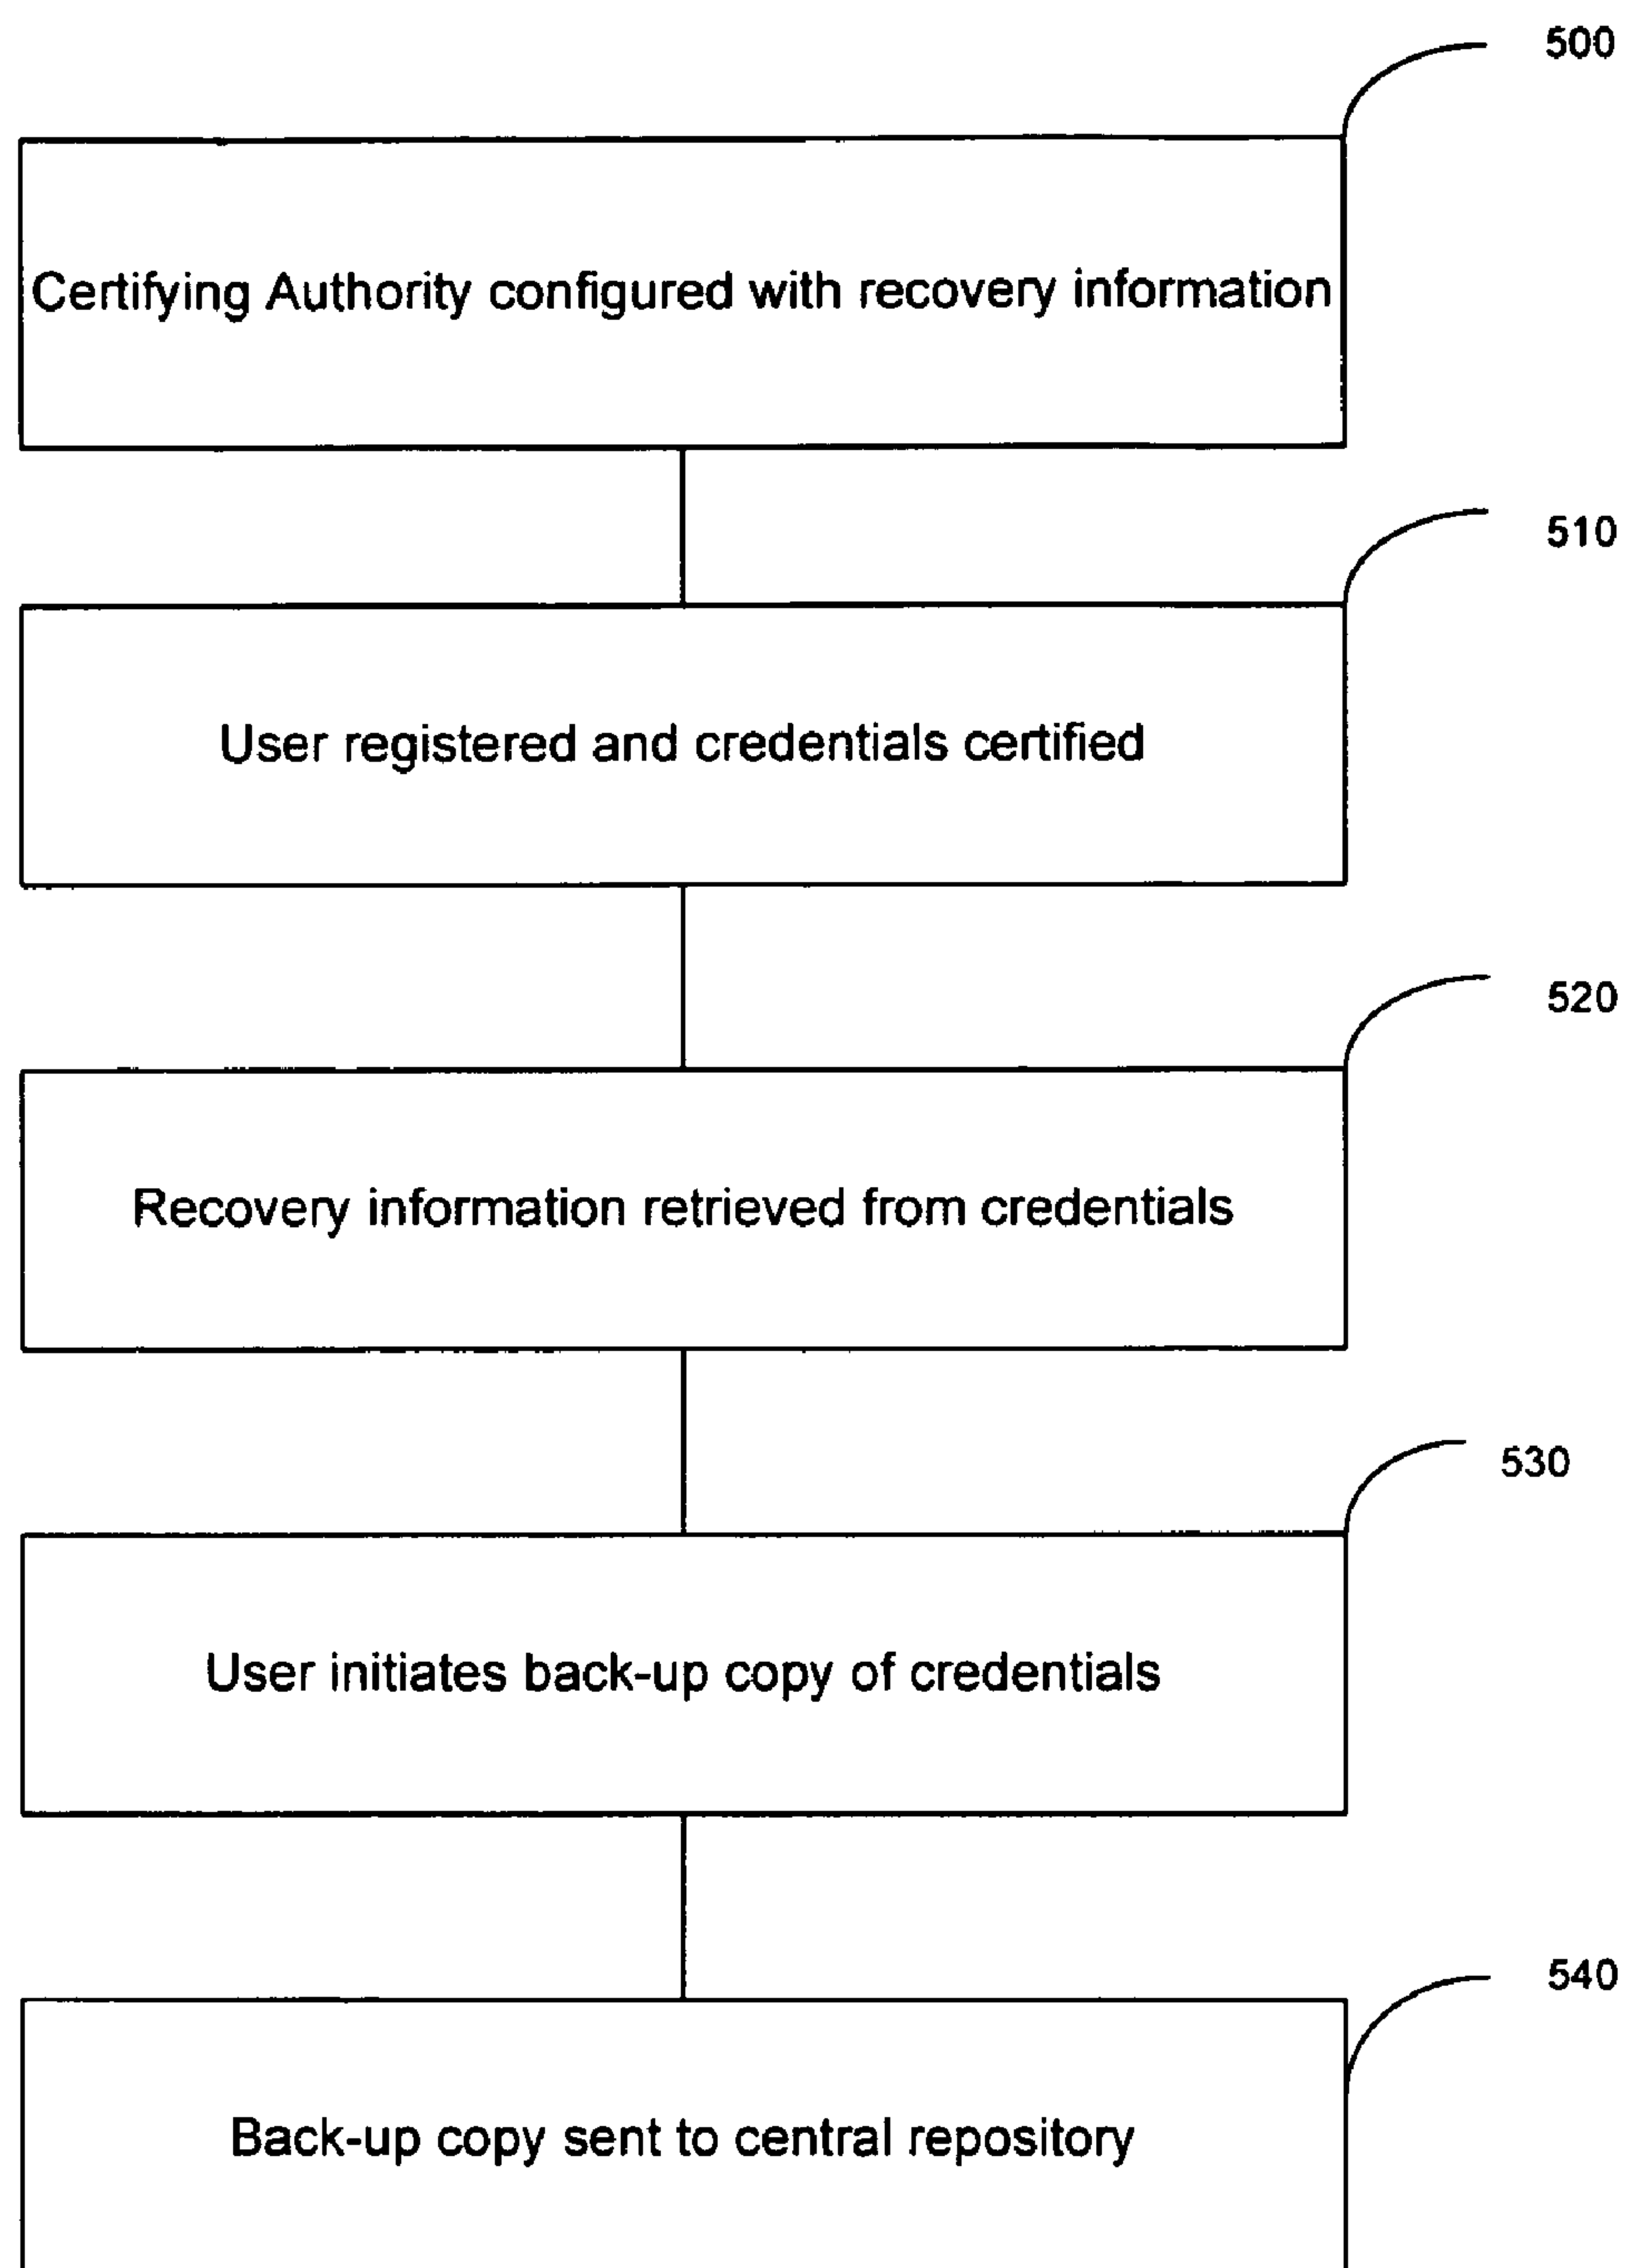 500
Certifying Authority configured with recovery information
510
User registered and credentials certified
520
Recovery information retrieved from credentials
530
User initiates back-up copy of credentials
540
Back-up copy sent to central repository